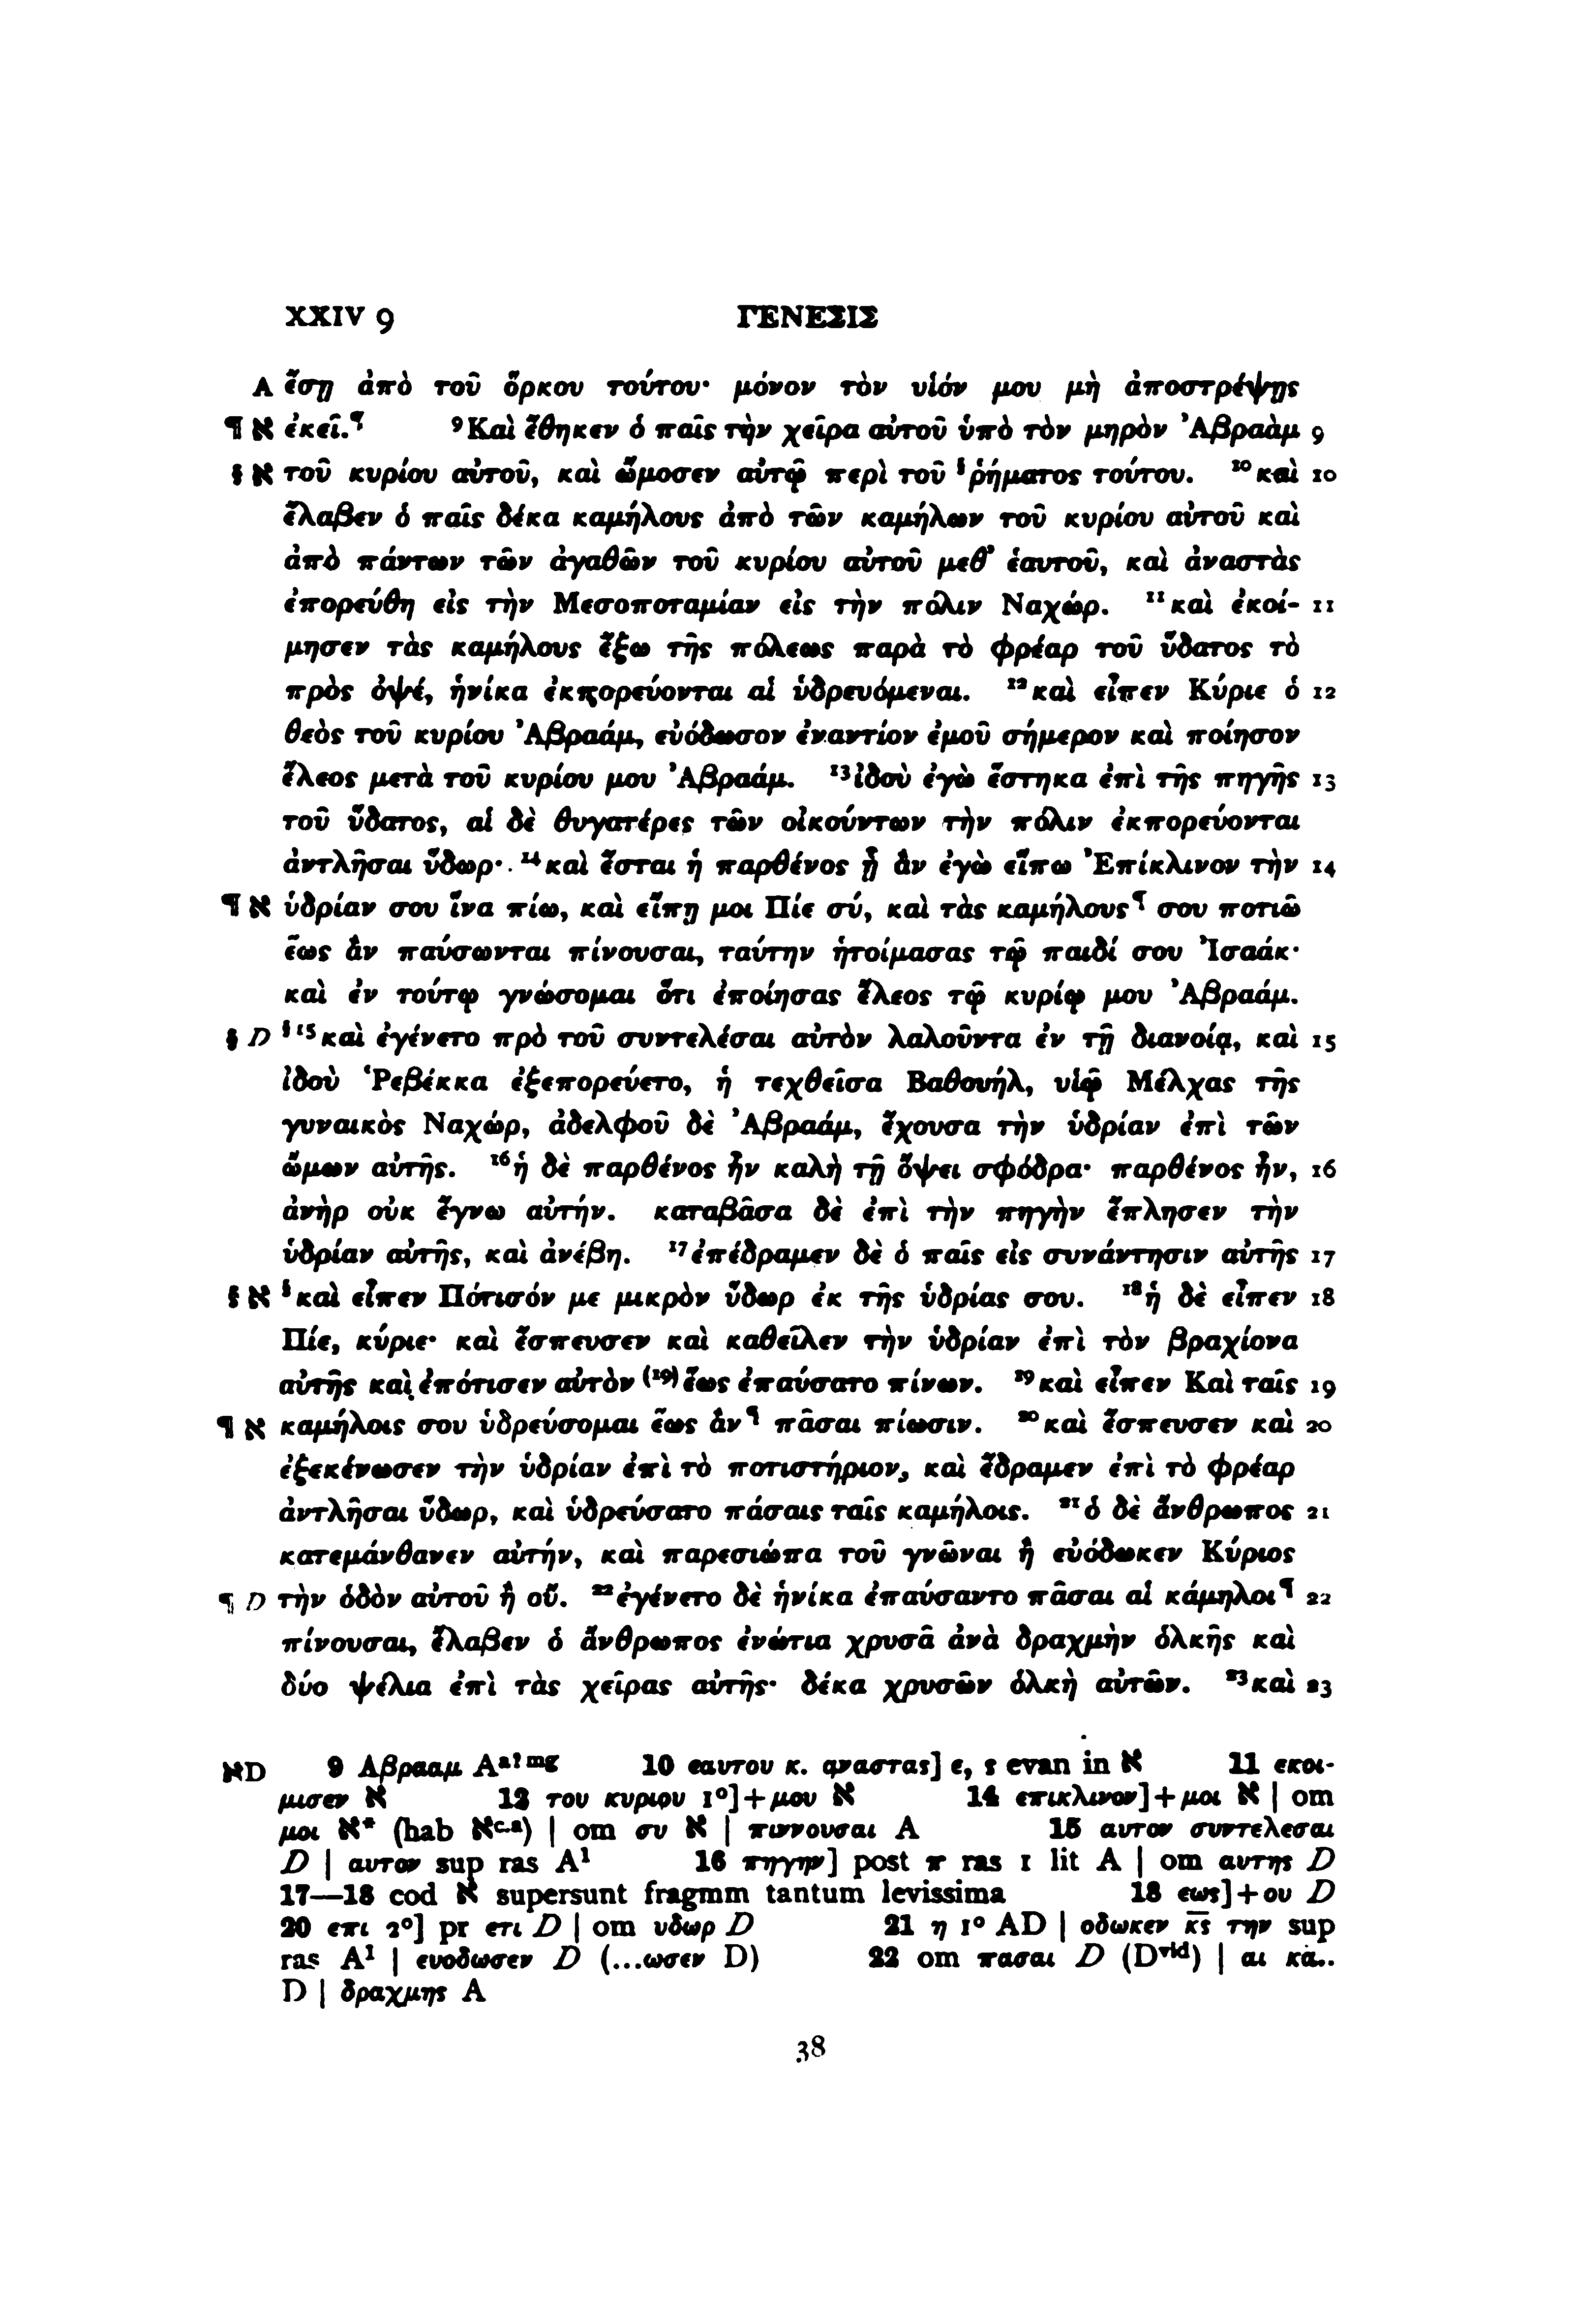 XXIV 9 ΓΕΝΕΣΙΣ
A ἔσῃ ἀπὸ τοῦ ὅρκου τούτου· μόνον τὸν υἱόν μου μὴ ἀποστρέψῃς
¶ א ἐκεῖ.¶ ⁹Καὶ ἔθηκεν ὁ παῖς τὴν χεῖρα αὐτοῦ ὑπὸ τὸν μηρὸν Ἀβραὰμ 9
§ א τοῦ κυρίου αὐτοῦ, καὶ ὤμοσεν αὐτῷ περὶ τοῦ §ῥήματος τούτου. ¹⁰καὶ 10
ἔλαβεν ὁ παῖς δέκα καμήλους ἀπὸ τῶν καμήλων τοῦ κυρίου αὐτοῦ καὶ
ἀπὸ πάντων τῶν ἀγαθῶν τοῦ κυρίου αὐτοῦ μεθ' ἑαυτοῦ, καὶ ἀναστὰς
ἐπορεύθη εἰς τὴν Μεσοποταμίαν εἰς τὴν πόλιν Ναχώρ. ¹¹καὶ ἐκοί- 11
μησεν τὰς καμήλους ἔξω τῆς πόλεως παρὰ τὸ φρέαρ τοῦ ὕδατος τὸ
πρὸς ὀψέ, ἡνίκα ἐκπορεύονται αἱ ὑδρευόμεναι. ¹²καὶ εἶπεν Κύριε ὁ 12
θεὸς τοῦ κυρίου Ἀβραάμ, εὐόδωσον ἐναντίον ἐμοῦ σήμερον καὶ ποίησον
ἔλεος μετὰ τοῦ κυρίου μου Ἀβραάμ. ¹³ἰδοὺ ἐγὼ ἕστηκα ἐπὶ τῆς πηγῆς 13
τοῦ ὕδατος, αἱ δὲ θυγατέρες τῶν οἰκούντων τὴν πόλιν ἐκπορεύονται
ἀντλῆσαι ὕδωρ· ¹⁴καὶ ἔσται ἡ παρθένος ᾗ ἂν ἐγὼ εἴπω Ἐπίκλινον τὴν 14
¶ א ὑδρίαν σου ἵνα πίω, καὶ εἴπῃ μοι Πίε σύ, καὶ τὰς καμήλους¶ σου ποτιῶ
ἕως ἂν παύσωνται πίνουσαι, ταύτην ἡτοίμασας τῷ παιδί σου Ἰσαάκ·
καὶ ἐν τούτῳ γνώσομαι ὅτι ἐποίησας ἔλεος τῷ κυρίῳ μου Ἀβραάμ.
§ D §¹⁵καὶ ἐγένετο πρὸ τοῦ συντελέσαι αὐτὸν λαλοῦντα ἐν τῇ διανοίᾳ, καὶ 15
ἰδοὺ Ῥεβέκκα ἐξεπορεύετο, ἡ τεχθεῖσα Βαθουήλ, υἱῷ Μέλχας τῆς
γυναικὸς Ναχώρ, ἀδελφοῦ δὲ Ἀβραάμ, ἔχουσα τὴν ὑδρίαν ἐπὶ τῶν
ὤμων αὐτῆς. ¹⁶ἡ δὲ παρθένος ἦν καλὴ τῇ ὄψει σφόδρα· παρθένος ἦν, 16
ἀνὴρ οὐκ ἔγνω αὐτήν. καταβᾶσα δὲ ἐπὶ τὴν πηγὴν ἔπλησεν τὴν
ὑδρίαν αὐτῆς, καὶ ἀνέβη. ¹⁷ἐπέδραμεν δὲ ὁ παῖς εἰς συνάντησιν αὐτῆς 17
§ א §καὶ εἶπεν Πότισόν με μικρὸν ὕδωρ ἐκ τῆς ὑδρίας σου. ¹⁸ἡ δὲ εἶπεν 18
Πίε, κύριε· καὶ ἔσπευσεν καὶ καθεῖλεν τὴν ὑδρίαν ἐπὶ τὸν βραχίονα
αὐτῆς καὶ ἐπότισεν αὐτὸν ⁽¹⁹⁾ἕως ἐπαύσατο πίνων. ¹⁹καὶ εἶπεν Καὶ ταῖς 19
¶ א καμήλοις σου ὑδρεύσομαι ἕως ἂν¶ πᾶσαι πίωσιν. ²⁰καὶ ἔσπευσεν καὶ 20
ἐξεκένωσεν τὴν ὑδρίαν ἐπὶ τὸ ποτιστήριον, καὶ ἔδραμεν ἐπὶ τὸ φρέαρ
ἀντλῆσαι ὕδωρ, καὶ ὑδρεύσατο πάσαις ταῖς καμήλοις. ²¹ὁ δὲ ἄνθρωπος 21
κατεμάνθανεν αὐτήν, καὶ παρεσιώπα τοῦ γνῶναι ἢ εὐόδωκεν Κύριος
¶ D τὴν ὁδὸν αὐτοῦ ἢ οὔ. ²²ἐγένετο δὲ ἡνίκα ἐπαύσαντο πᾶσαι αἱ κάμηλοι¶ 22
πίνουσαι, ἔλαβεν ὁ ἄνθρωπος ἐνώτια χρυσᾶ ἀνὰ δραχμὴν ὁλκῆς καὶ
δύο ψέλια ἐπὶ τὰς χεῖρας αὐτῆς· δέκα χρυσῶν ὁλκὴ αὐτῶν. ²³καὶ 23
אD 9 Αβρααμ Aᵃ?ᵐᵍ 10 εαυτου κ. αναστας] ε, ς evan in א 11 εκοι-
μισεν א 12 του κυριου 1°]+μου א 14 επικλινον]+μοι א | om
μοι א* (hab אᶜ·ᵃ) | om συ א | πιννουσαι A 15 αυτον συντελεσαι
D | αυτον sup ras A¹ 16 πηγην] post π ras 1 lit A | om αυτης D
17—18 cod א supersunt fragmm tantum levissima 18 εως]+ου D
20 επι 2°] pr ετι D | om υδωρ D 21 η 1° AD | οδωκεν κ̅ς̅ την sup
ras A¹ | ευοδωσεν D (...ωσεν D) 22 om πασαι D (Dᵛⁱᵈ) | αι κα..
D | δραχμης A
38